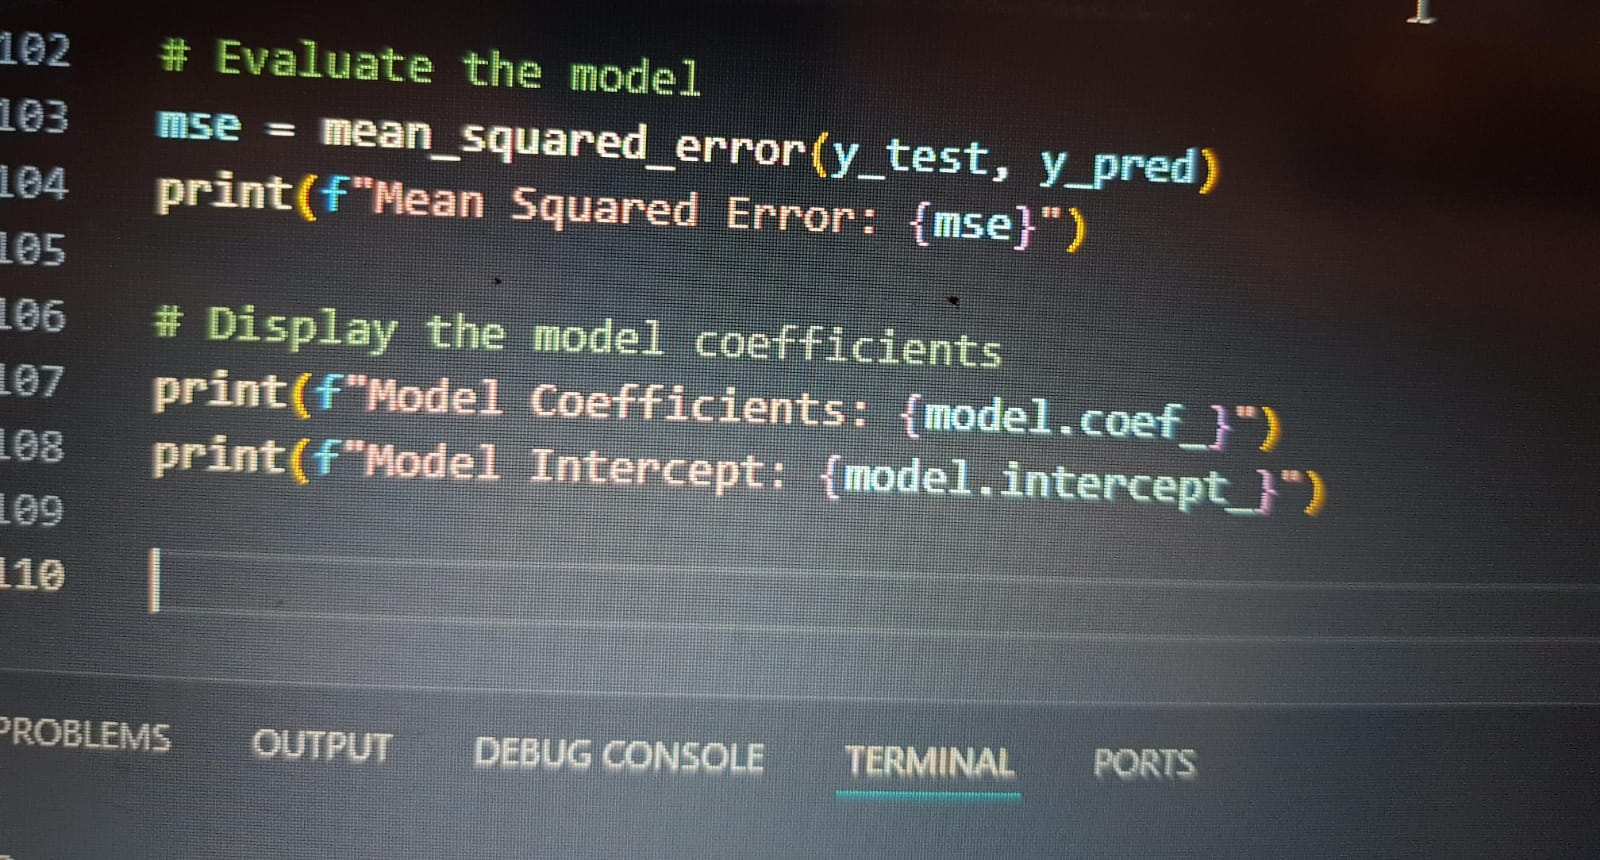 102 # Evaluate the model
103 mse = mean_squared_error(y_test, y_pred)
104 print(f"Mean Squared Error: {mse}")
105
106 # Display the model coefficients
107 print(f"Model Coefficients: {model.coef_}")
108 print(f"Model Intercept: {model.intercept_}")
109
110
PROBLEMS OUTPUT DEBUG CONSOLE TERMINAL PORTS